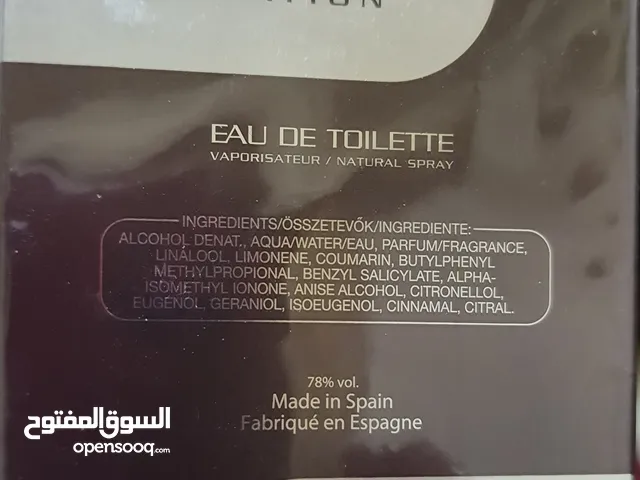 EAU DE TOILETTE
VAPORISATEUR / NATURAL SPRAY
INGREDIENTS/ÖSSZETEVŐK/INGREDIENTE:
ALCOHOL DENAT., AQUA/WATER/EAU, PARFUM/FRAGRANCE,
LINALOOL, LIMONENE, COUMARIN, BUTYLPHENYL
METHYLPROPIONAL, BENZYL SALICYLATE, ALPHA-
ISOMETHYL IONONE, ANISE ALCOHOL, CITRONELLOL,
EUGENOL, GERANIOL, ISOEUGENOL, CINNAMAL, CITRAL.
78% vol.
Made in Spain
Fabriqué en Espagne
السوق المفتوح
opensooq.com